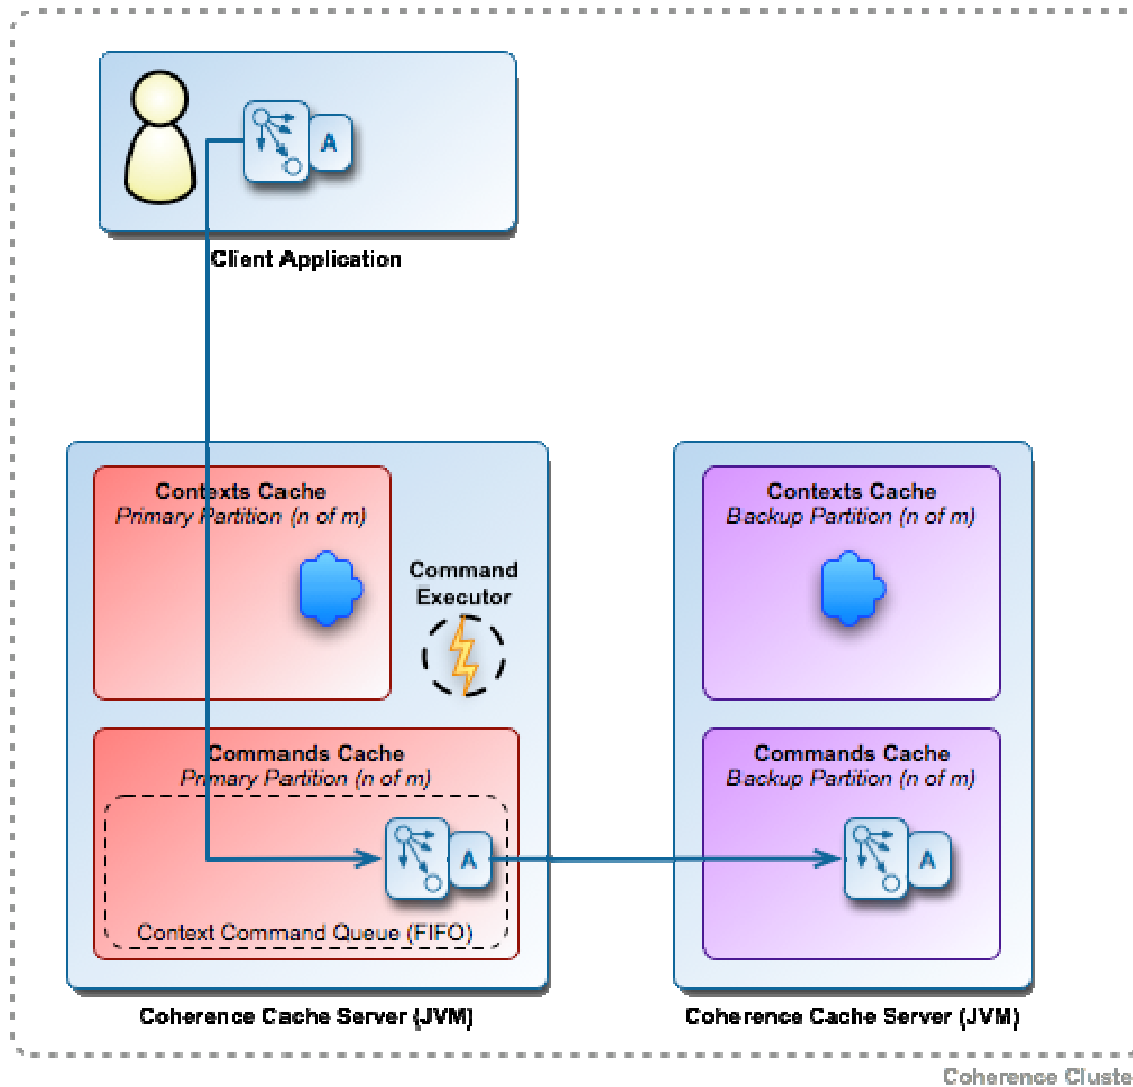 A
Client Application
Contexts Cache
Primary Partition (n of m)
Command
Executor
Commands Cache
Primary Partition (n of m)
A
Context Command Queue (FIFO)
Coherence Cache Server (JVM)
Contexts Cache
Backup Partition (n of m)
Commands Cache
Backup Partition (n of m)
A
Coherence Cache Server (JVM)
Coherence Cluste